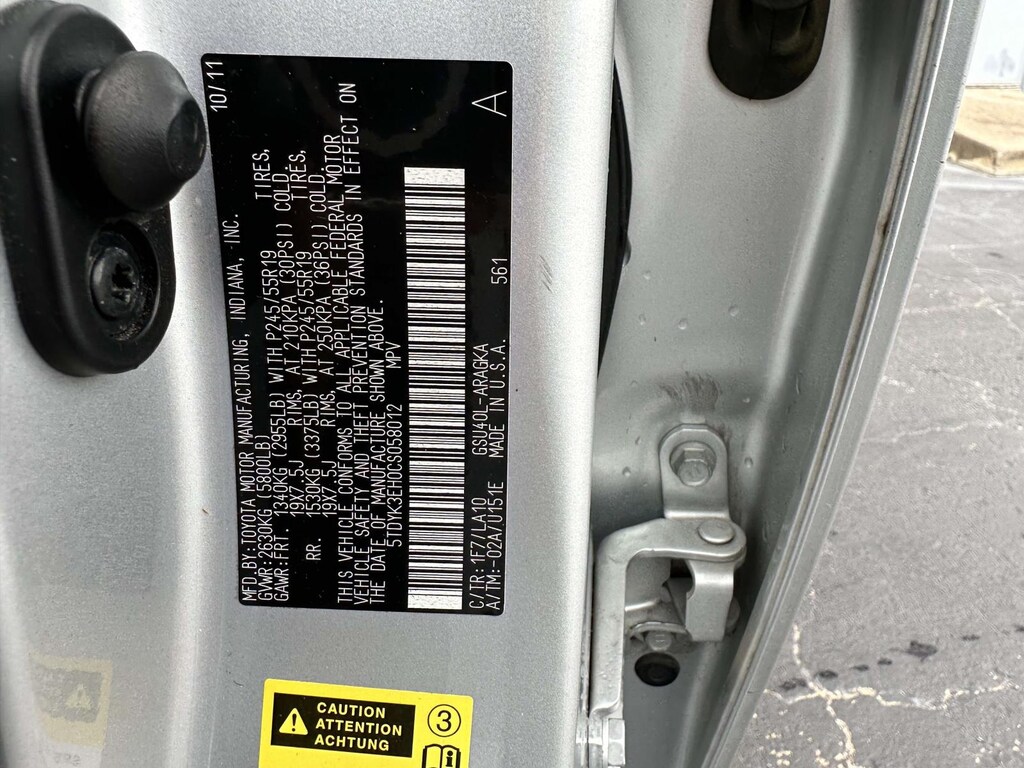 MFD.BY:TOYOTA MOTOR MANUFACTURING, INDIANA, INC. 10/11
GVWR:2630KG (5800LB)
GAWR:FRT. 1340KG (2955LB) WITH P245/55R19 TIRES,
19X7.5J RIMS, AT 210KPA (30PSI) COLD.
RR. 1530KG (3375LB) WITH P245/55R19 TIRES,
19X7.5J RIMS, AT 250KPA (36PSI) COLD.
THIS VEHICLE CONFORMS TO ALL APPLICABLE FEDERAL MOTOR
VEHICLE SAFETY AND THEFT PREVENTION STANDARDS IN EFFECT ON
THE DATE OF MANUFACTURE SHOWN ABOVE.
5TDYK3EH0CS058012 MPV
C/TR:1F7/LA10 GSU40L-ARAGKA 561
A/TM:-02A/U151E MADE IN U.S.A. A
CAUTION
ATTENTION
ACHTUNG
3